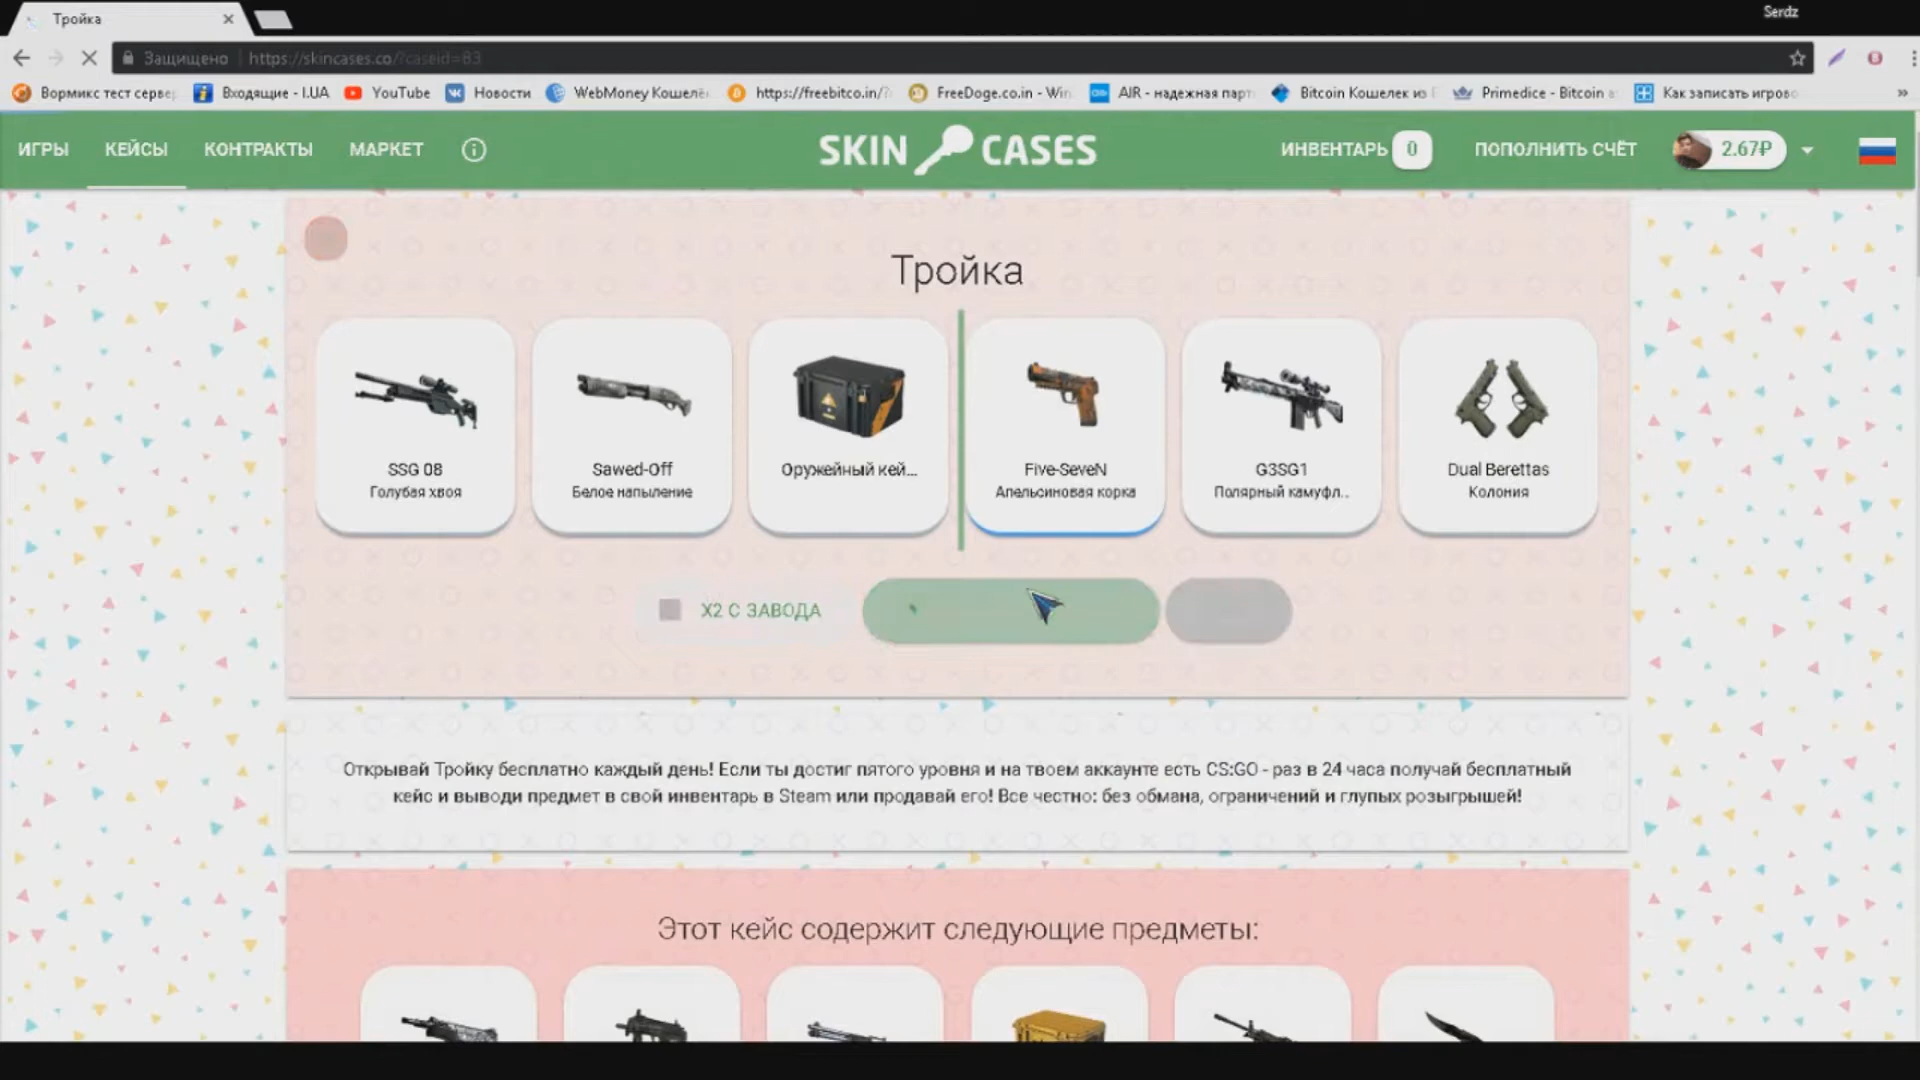 Serdz
Тройка
Защищено https://skincases.co/?caseid=83
Вормикс тест серве Входящие - I.UA YouTube Новости WebMoney Кошелё https://freebitco.in/? FreeDoge.co.in - Win AIR - надежная парт Bitcoin Кошелек из Primedice - Bitcoin Как записать игрово »
ИГРЫ КЕЙСЫ КОНТРАКТЫ МАРКЕТ SKIN CASES ИНВЕНТАРЬ 0 ПОПОЛНИТЬ СЧЁТ 2.67₽
Тройка
SSG 08 Sawed-Off Оружейный кей... Five-SeveN G3SG1 Dual Berettas
Голубая хвоя Белое напыление Апельсиновая корка Полярный камуфл... Колония
X2 С ЗАВОДА
Открывай Тройку бесплатно каждый день! Если ты достиг пятого уровня и на твоем аккаунте есть CS:GO - раз в 24 часа получай бесплатный
кейс и выводи предмет в свой инвентарь в Steam или продавай его! Все честно: без обмана, ограничений и глупых розыгрышей!
Этот кейс содержит следующие предметы: